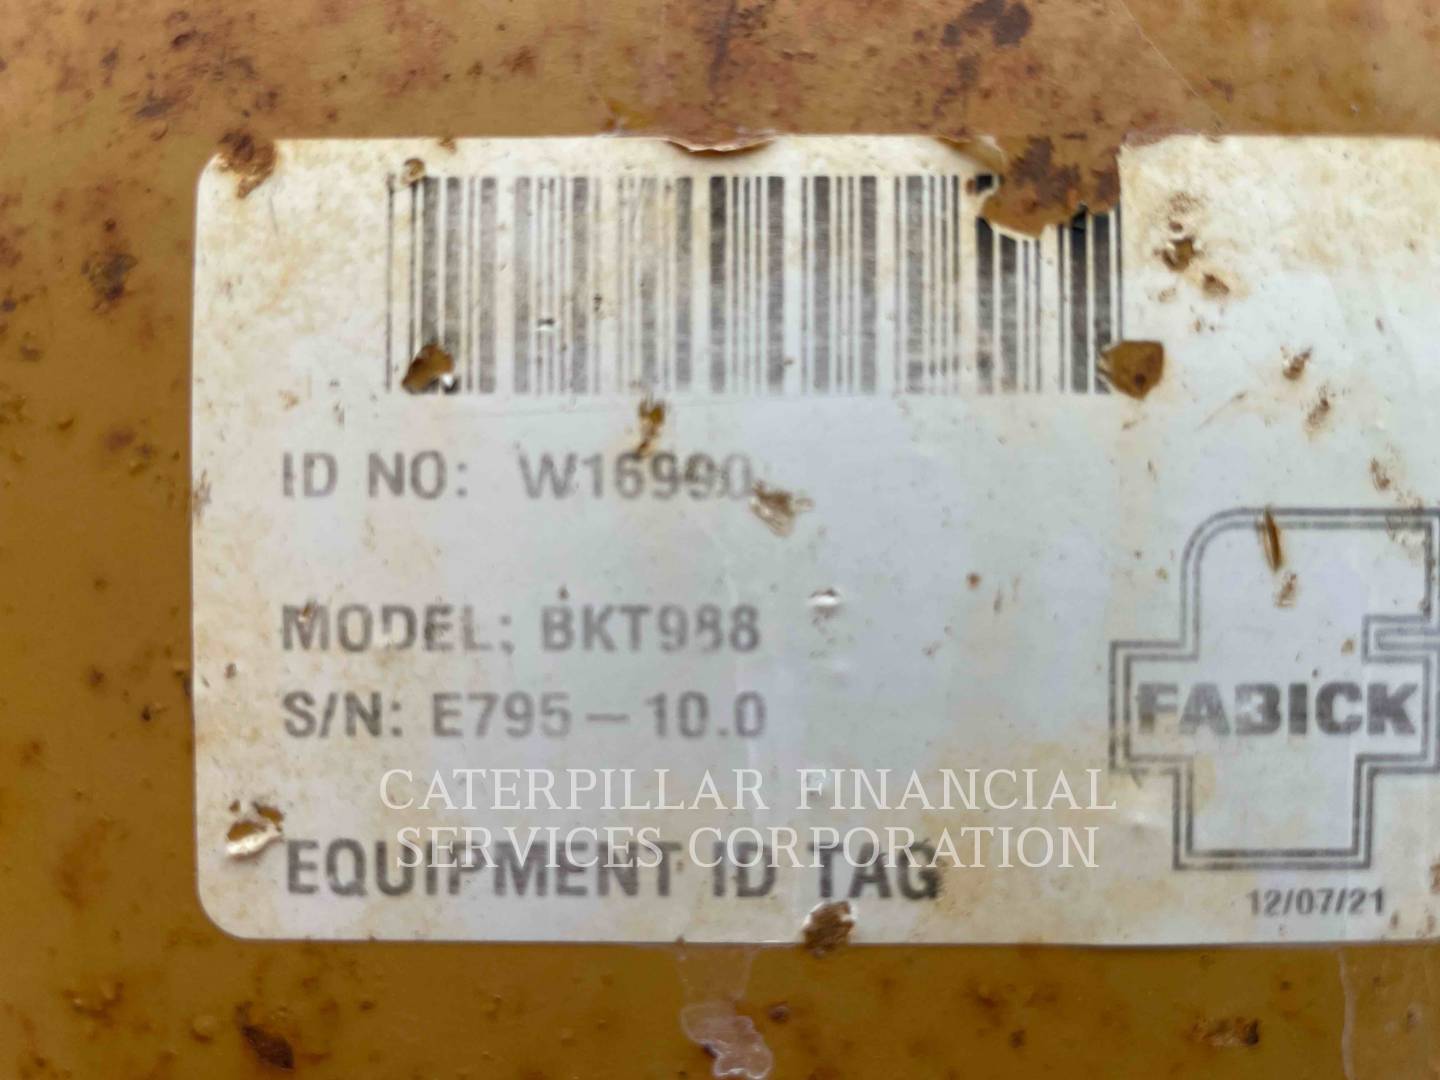 ID NO: W16990
MODEL: BKT988
S/N: E795-10.0
FABICK
CATERPILLAR FINANCIAL
SERVICES CORPORATION
EQUIPMENT ID TAG
12/07/21